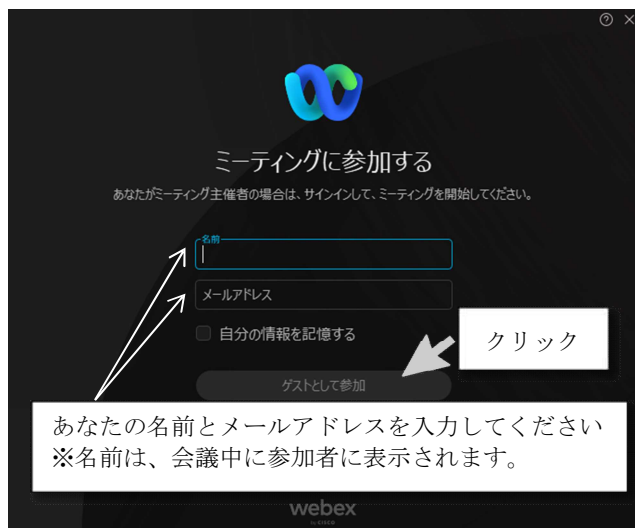 ミーティングに参加する
あなたがミーティング主催者の場合は、サインインして、ミーティングを開始してください。
名前
メールアドレス
自分の情報を記憶する
クリック
ゲストとして参加
あなたの名前とメールアドレスを入力してください
※名前は、会議中に参加者に表示されます。
webex
by CISCO